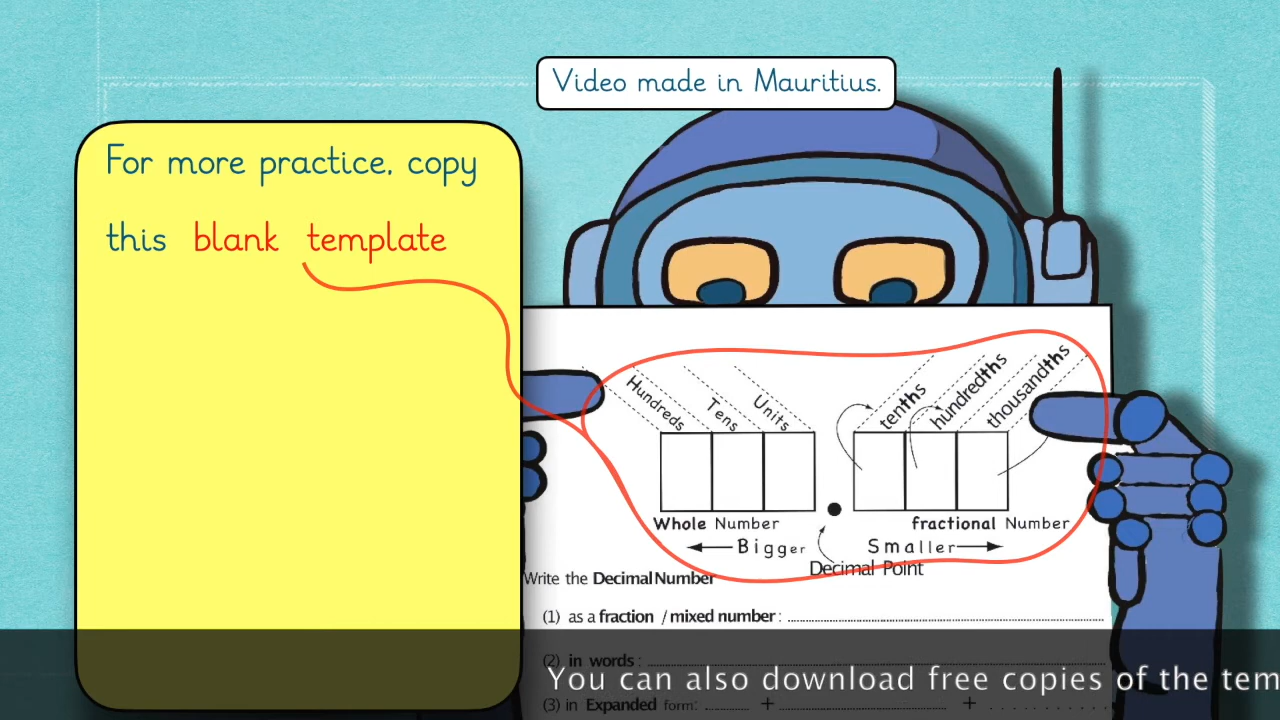 Video made in Mauritius.
For more practice, copy
this blank template
Hundreds Tens Units tenths hundredths thousandths
Whole Number fractional Number
Bigger Smaller
Decimal Point
Write the Decimal Number
(1) as a fraction / mixed number : ........................
(2) in words : ........................
You can also download free copies of the tem
(3) in Expanded form: ........ + .................... + ....................